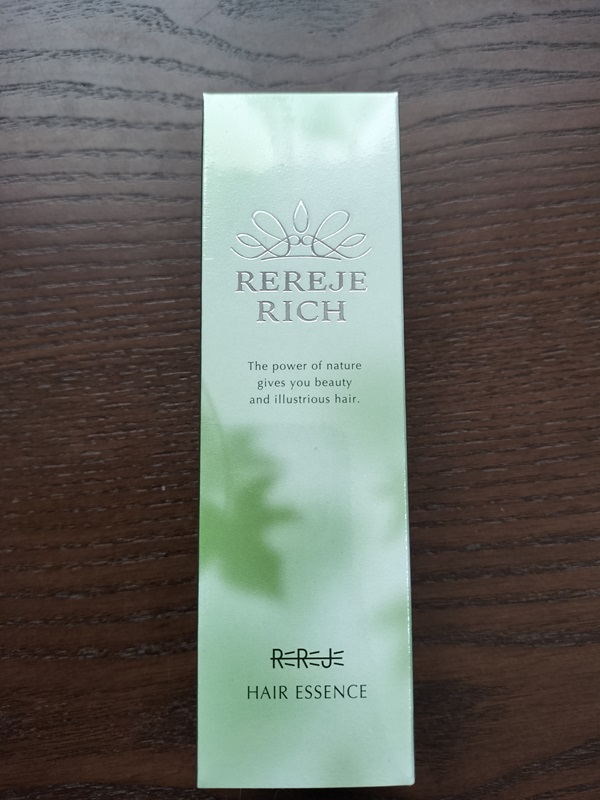 REREJE
RICH
The power of nature
gives you beauty
and illustrious hair.
REREJE
HAIR ESSENCE